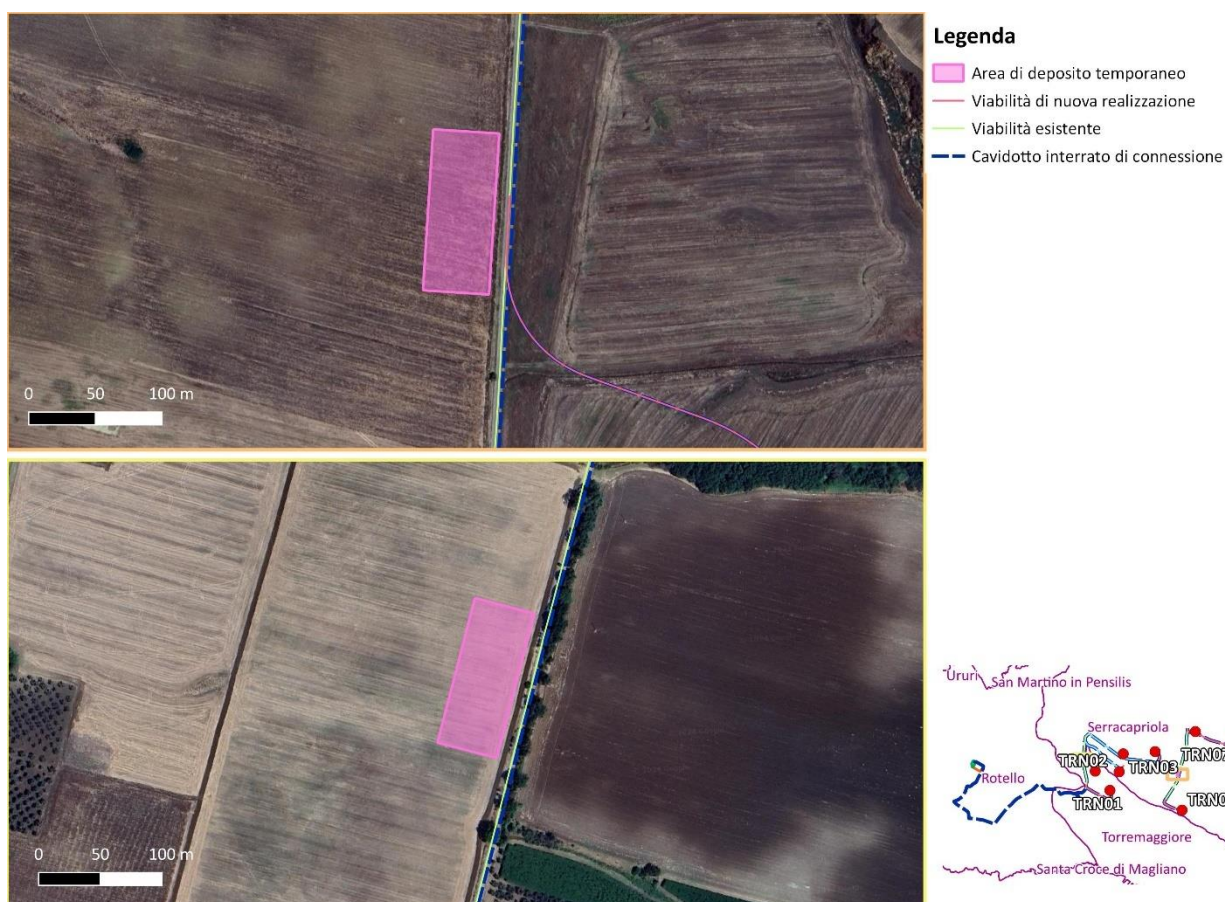 Legenda
Area di deposito temporaneo
Viabilità di nuova realizzazione
Viabilità esistente
Cavidotto interrato di connessione
0 50 100 m
0 50 100 m
Ururi San Martino in Pensilis
Serracapriola
TRN02 TRN03 TRN07
Rotello
TRN01
Torremaggiore
Santa Croce di Magliano